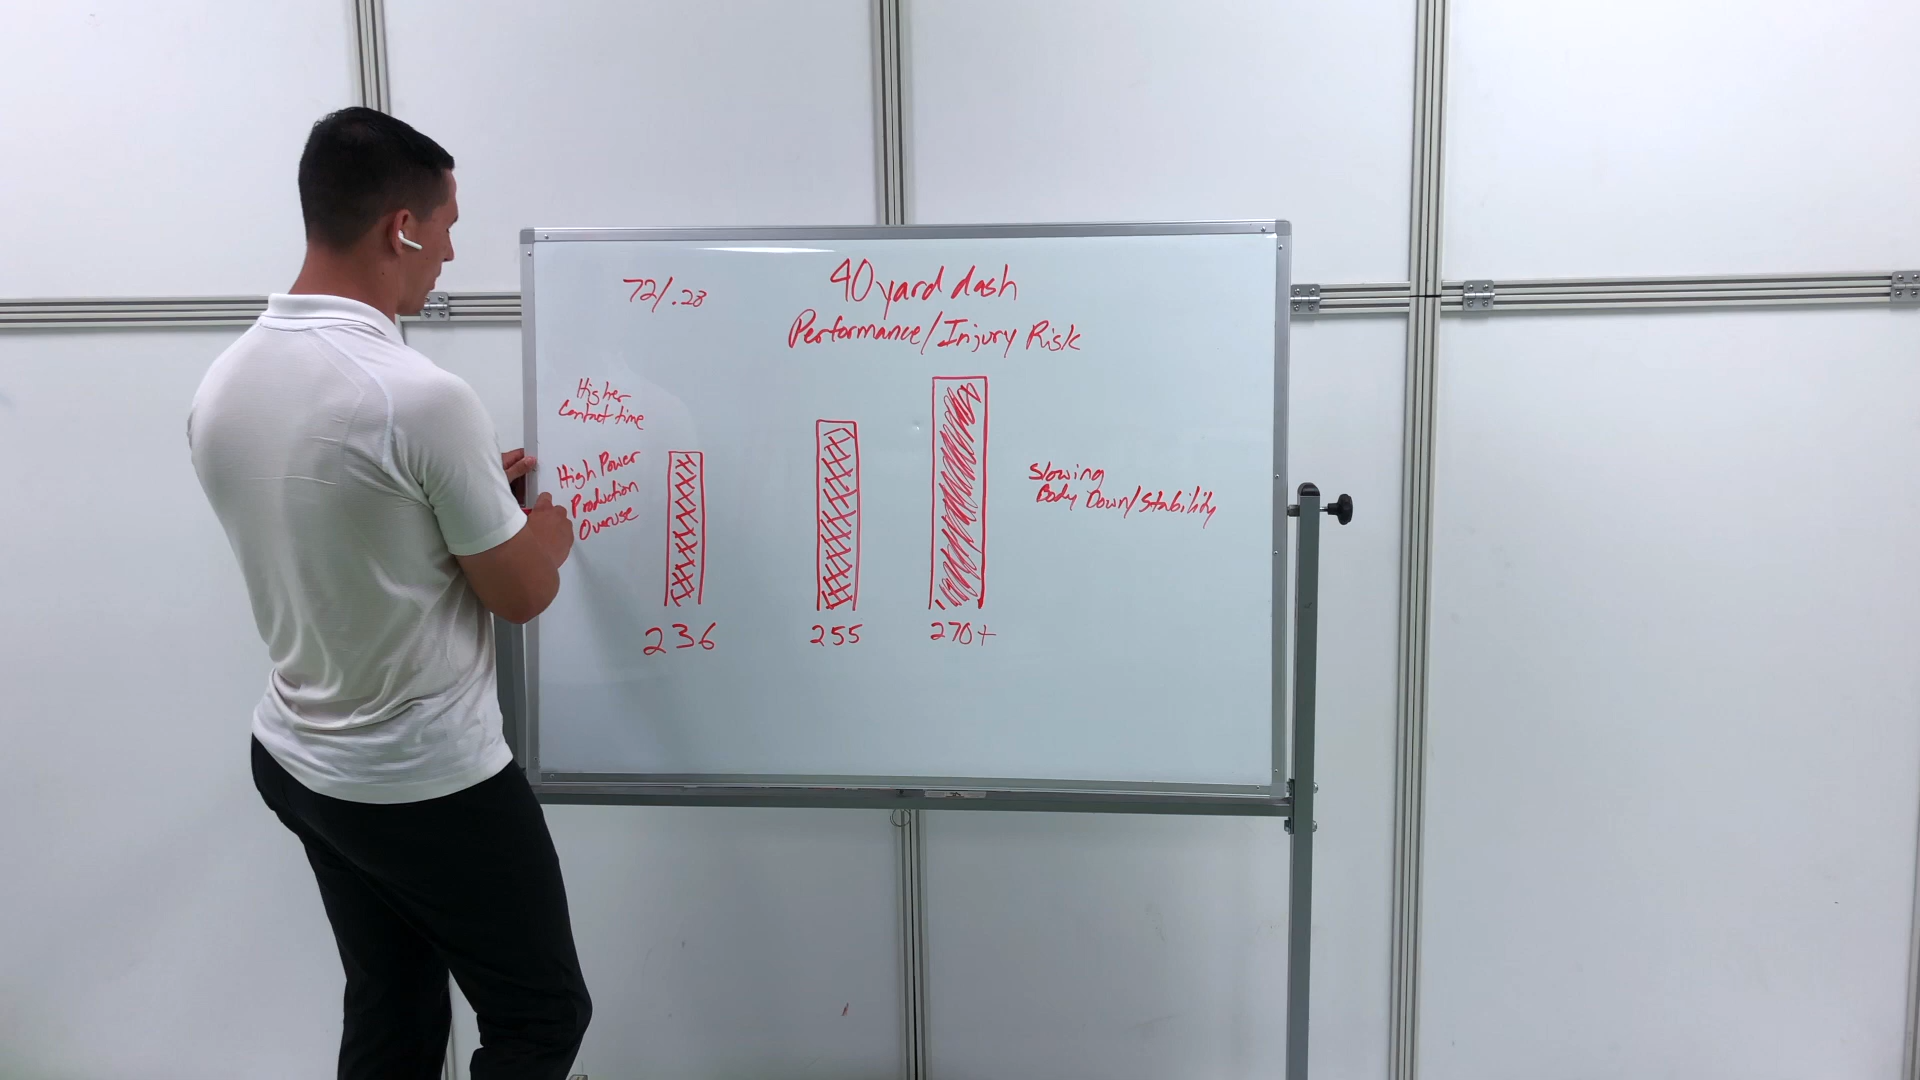 72/.28
40 yard dash
Performance/Injury Risk
Higher
Contact time
High Power
Production
Overuse
Slowing
Body Down/Stability
236
255
270+